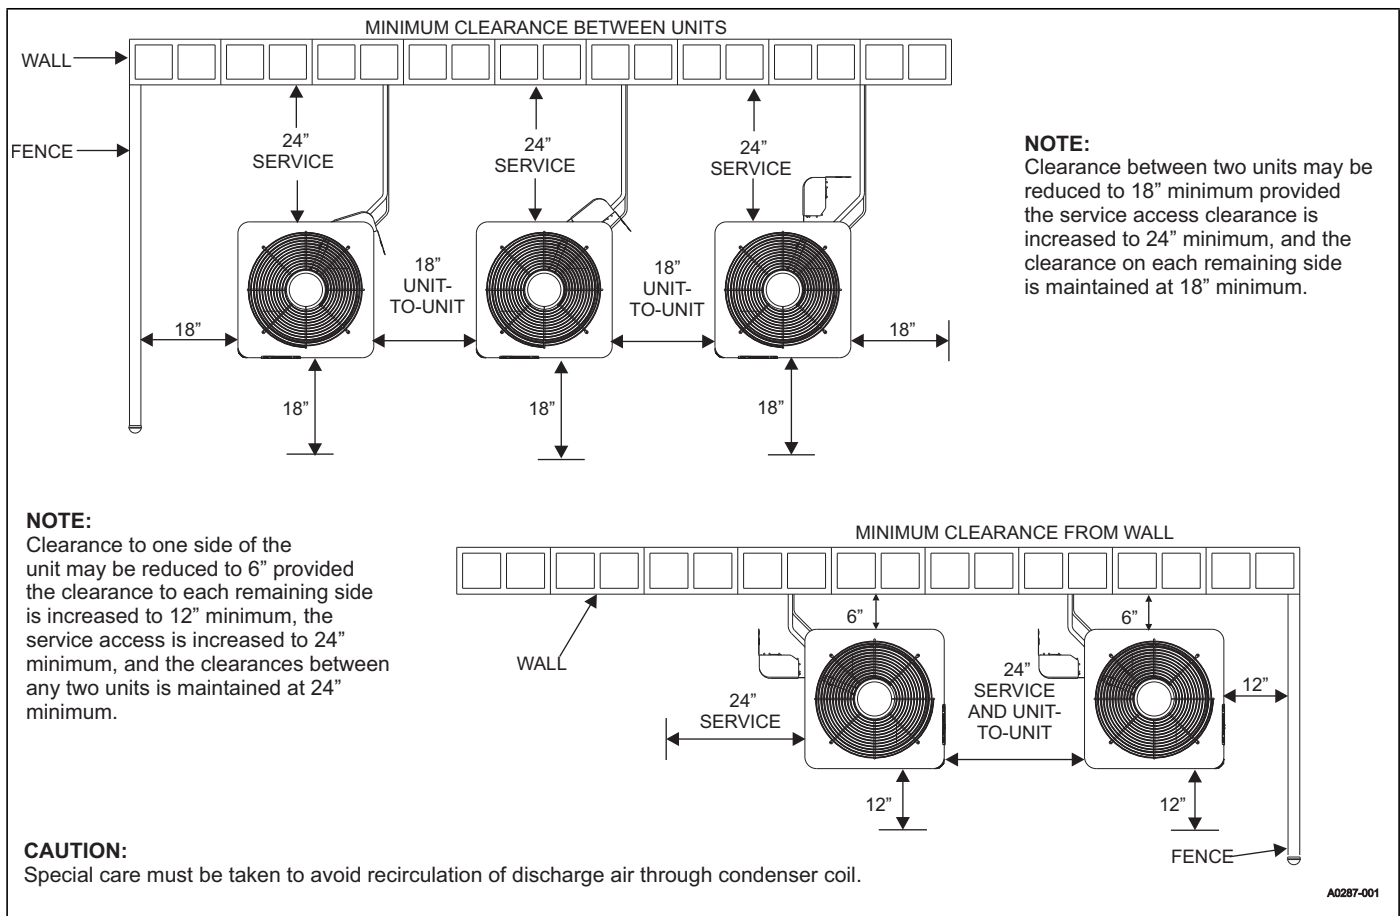 MINIMUM CLEARANCE BETWEEN UNITS
WALL
FENCE
24”
SERVICE
24”
SERVICE
24”
SERVICE
18”
UNIT-
TO-UNIT
18”
UNIT-
TO-UNIT
18”
18”
18”
18”
18”
NOTE:
Clearance between two units may be
reduced to 18” minimum provided
the service access clearance is
increased to 24” minimum, and the
clearance on each remaining side
is maintained at 18” minimum.
NOTE:
Clearance to one side of the
unit may be reduced to 6” provided
the clearance to each remaining side
is increased to 12” minimum, the
service access is increased to 24”
minimum, and the clearances between
any two units is maintained at 24”
minimum.
MINIMUM CLEARANCE FROM WALL
WALL
6”
6”
24”
SERVICE
24”
SERVICE
AND UNIT-
TO-UNIT
12”
12”
12”
FENCE
CAUTION:
Special care must be taken to avoid recirculation of discharge air through condenser coil.
A0287-001